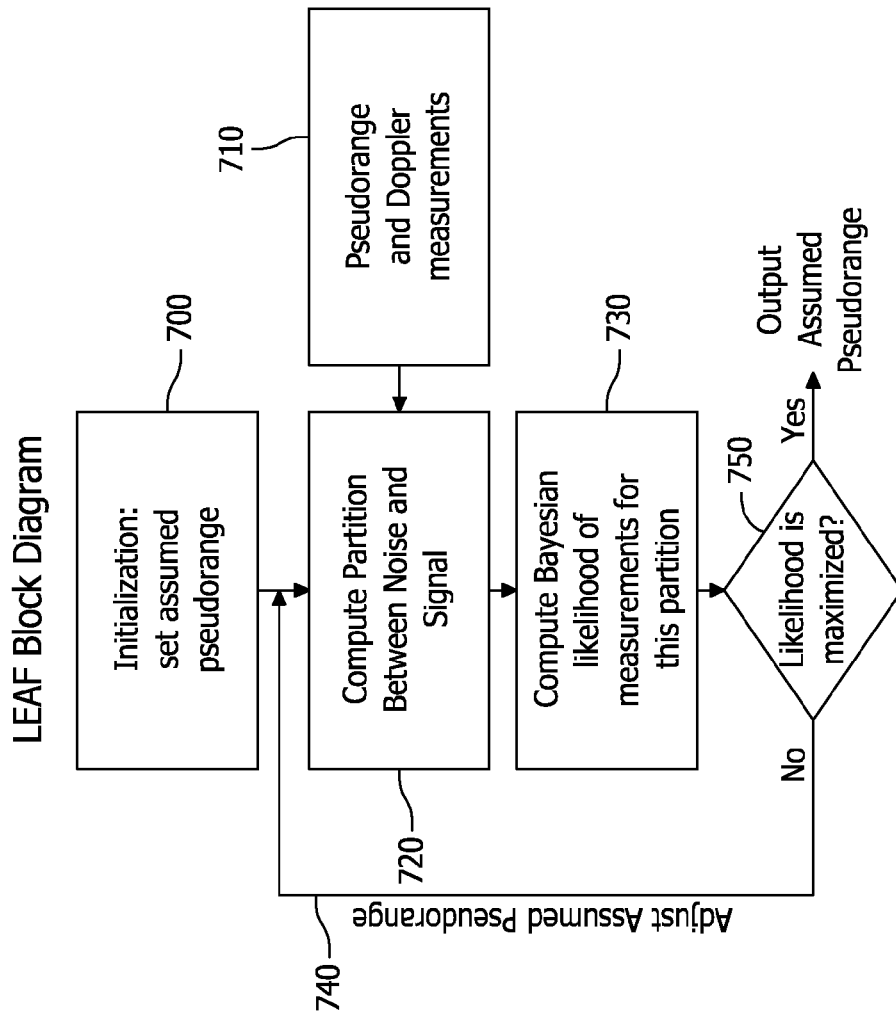 LEAF Block Diagram
700
Initialization:
set assumed
pseudorange
710
Pseudorange
and Doppler
measurements
720
Compute Partition
Between Noise and
Signal
730
Compute Bayesian
likelihood of
measurements for
this partition
740
Adjust Assumed Pseudorange
750
Likelihood is
maximized?
No
Yes
Output
Assumed
Pseudorange